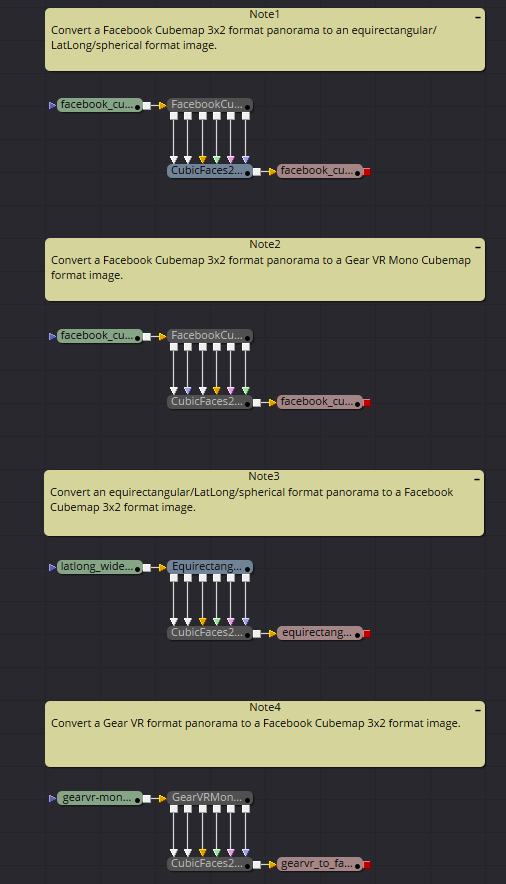 Note1
Convert a Facebook Cubemap 3x2 format panorama to an equirectangular/
LatLong/spherical format image.
facebook_cu... FacebookCu...
CubicFaces2... facebook_cu...
Note2
Convert a Facebook Cubemap 3x2 format panorama to a Gear VR Mono Cubemap
format image.
facebook_cu... FacebookCu...
CubicFaces2... facebook_cu...
Note3
Convert an equirectangular/LatLong/spherical format panorama to a Facebook
Cubemap 3x2 format image.
latlong_wide... Equirectang...
CubicFaces2... equirectang...
Note4
Convert a Gear VR format panorama to a Facebook Cubemap 3x2 format image.
gearvr-mon... GearVRMon...
CubicFaces2... gearvr_to_fa...